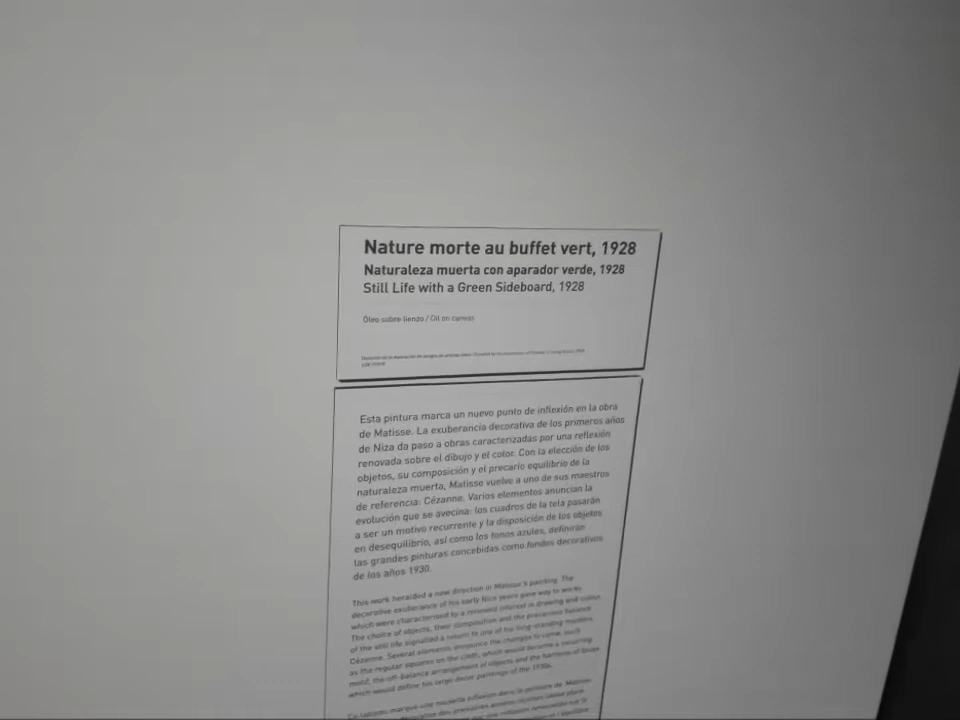 Nature morte au buffet vert, 1928
Naturaleza muerta con aparador verde, 1928
Still Life with a Green Sideboard, 1928
Óleo sobre lienzo / Oil on canvas
Esta pintura marca un nuevo punto de inflexión en la obra
de Matisse. La exuberancia decorativa de los primeros años
de Niza da paso a obras caracterizadas por una reflexión
renovada sobre el dibujo y el color. Con la elección de los
objetos, su composición y el precario equilibrio de la
naturaleza muerta, Matisse vuelve a uno de sus maestros
de referencia: Cézanne. Varios elementos anuncian la
evolución que se avecina: los cuadros de la tela pasarán
a ser un motivo recurrente y la disposición de los objetos
en desequilibrio, así como los tonos azules, definirán
las grandes pinturas concebidas como fondos decorativos
de los años 1930.
This work heralded a new direction in Matisse's painting. The
decorative exuberance of his early Nice years gave way to works
which were characterised by a renewed interest in drawing and colour.
The choice of objects, their composition and the precarious balance
of the still life signalled a return to one of his long-standing masters,
Cézanne. Several elements announce the changes to come, such
as the regular squares on the cloth, which would become a recurring
motif, the off-balance arrangement of objects and the harmony of blues
which would define his large decor paintings of the 1930s.